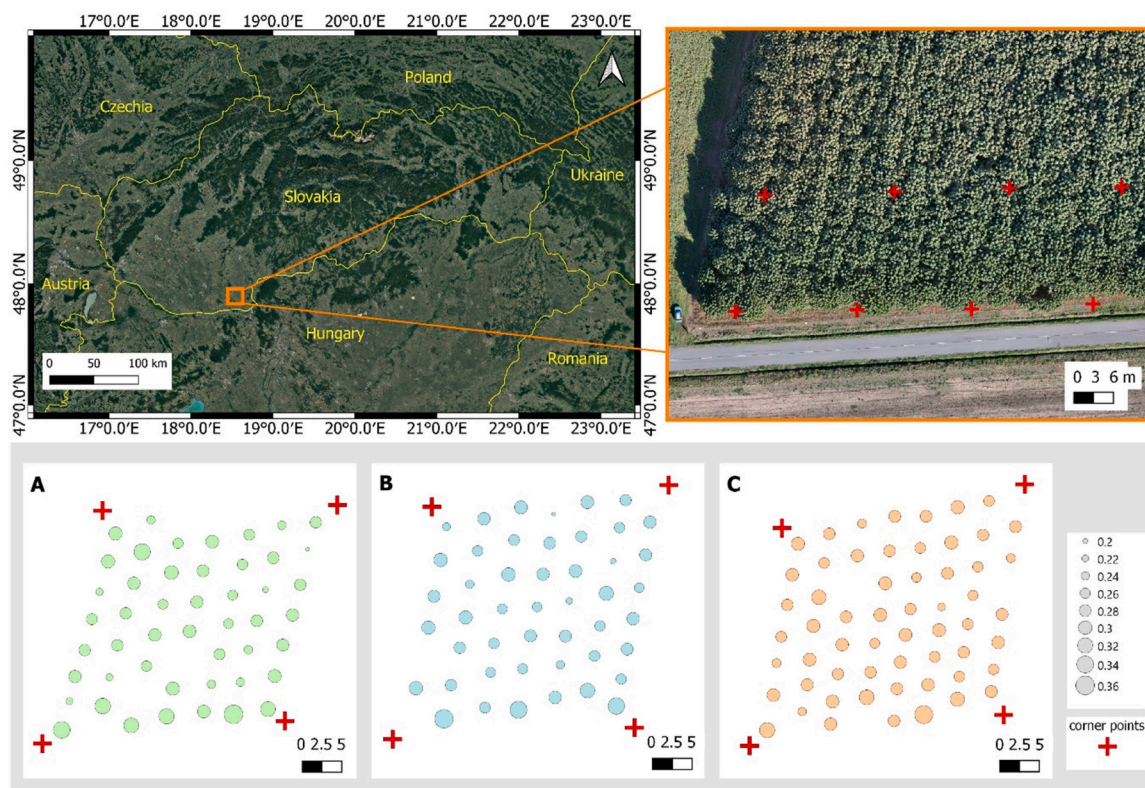 17°0.0′E 18°0.0′E 19°0.0′E 20°0.0′E 21°0.0′E 22°0.0′E 23°0.0′E
49°0.0′N
48°0.0′N
47°0.0′N
Czechia
Poland
Slovakia
Ukraine
Austria
Hungary
Romania
0 50 100 km
49°0.0′N
48°0.0′N
47°0.0′N
17°0.0′E 18°0.0′E 19°0.0′E 20°0.0′E 21°0.0′E 22°0.0′E 23°0.0′E
0 3 6 m
A
0 2.5 5
B
0 2.5 5
C
0 2.5 5
0.2
0.22
0.24
0.26
0.28
0.3
0.32
0.34
0.36
corner points